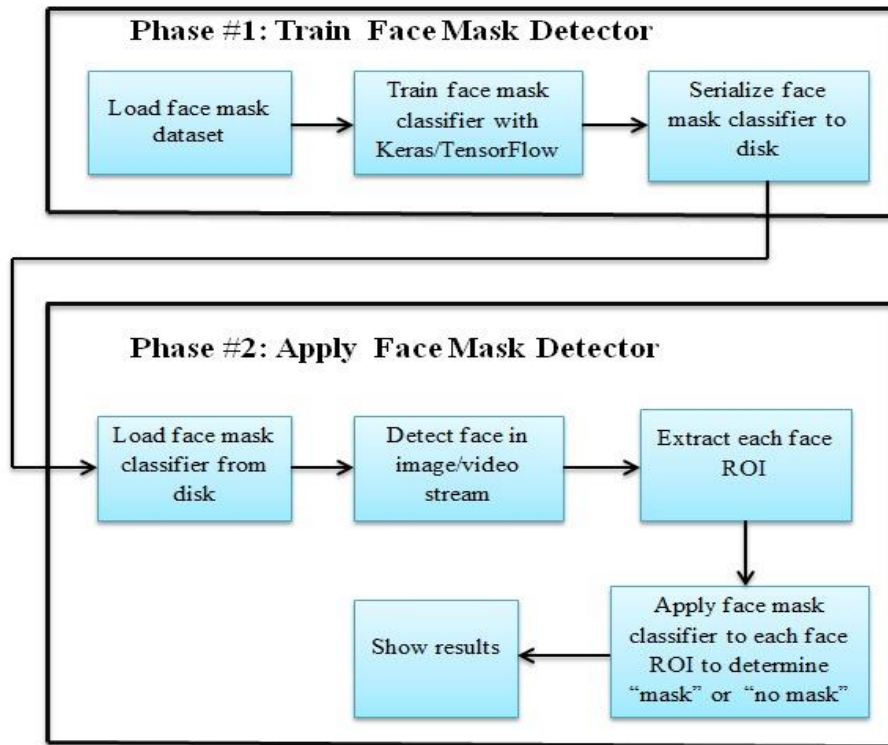 Phase #1: Train Face Mask Detector
Load face mask
dataset
Train face mask
classifier with
Keras/TensorFlow
Serialize face
mask classifier to
disk
Phase #2: Apply Face Mask Detector
Load face mask
classifier from
disk
Detect face in
image/video
stream
Extract each face
ROI
Apply face mask
classifier to each face
ROI to determine
“mask” or “no mask”
Show results